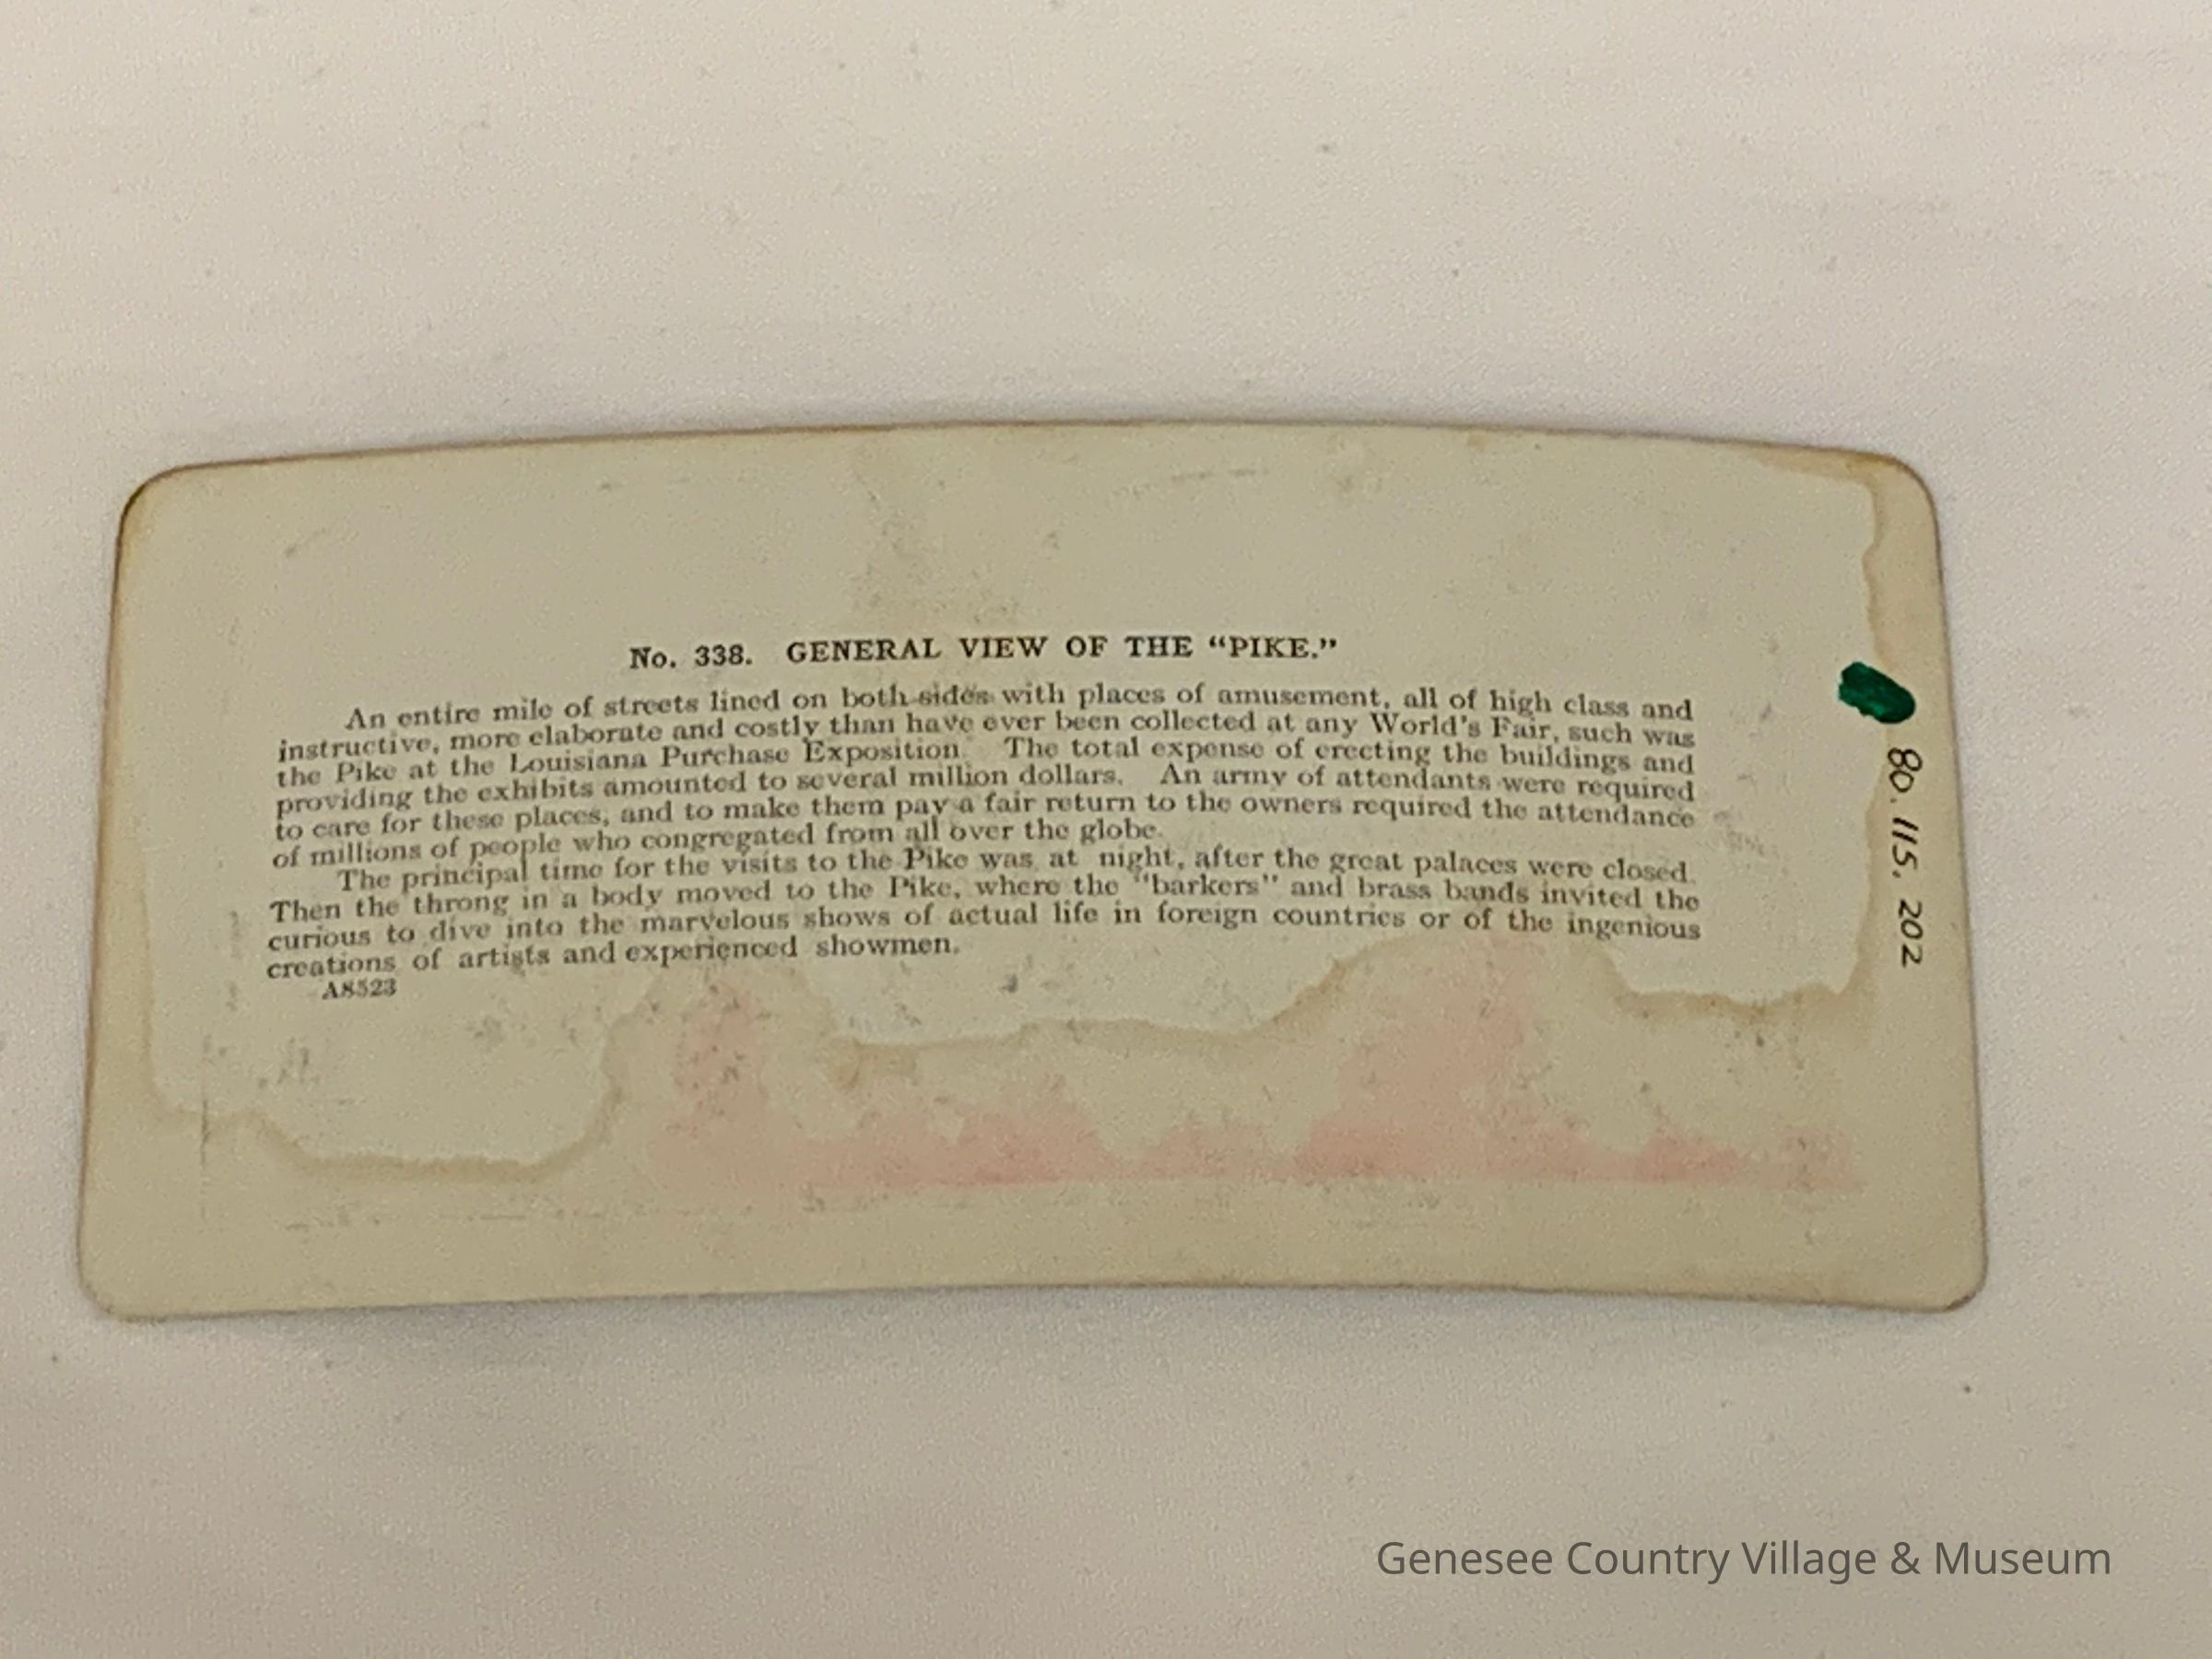 No. 338. GENERAL VIEW OF THE “PIKE.”
An entire mile of streets lined on both sides with places of amusement, all of high class and
instructive, more elaborate and costly than have ever been collected at any World's Fair, such was
the Pike at the Louisiana Purchase Exposition. The total expense of erecting the buildings and
providing the exhibits amounted to several million dollars. An army of attendants were required
to care for these places, and to make them pay a fair return to the owners required the attendance
of millions of people who congregated from all over the globe.
The principal time for the visits to the Pike was at night, after the great palaces were closed.
Then the throng in a body moved to the Pike, where the "barkers" and brass bands invited the
curious to dive into the marvelous shows of actual life in foreign countries or of the ingenious
creations of artists and experienced showmen.
A8523
80.115.202
Genesee Country Village & Museum